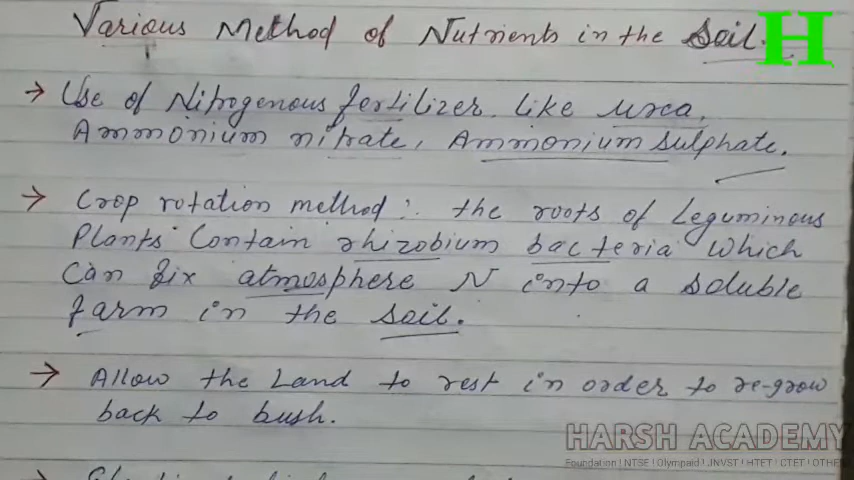 Various Method of Nutrients in the Soil.
H
→ Use of Nitrogenous fertilizer like urea,
Ammonium nitrate, Ammonium Sulphate.
→ Crop rotation method: the roots of Leguminous
Plants Contain rhizobium bacteria which
Can fix atmosphere N into a soluble
farm in the soil.
→ Allow the Land to rest in order to re-grow
back to bush.
HARSH ACADEMY
Foundation ! NTSE ! Olympaid ! JNVST ! HTET ! CTET ! OTHER